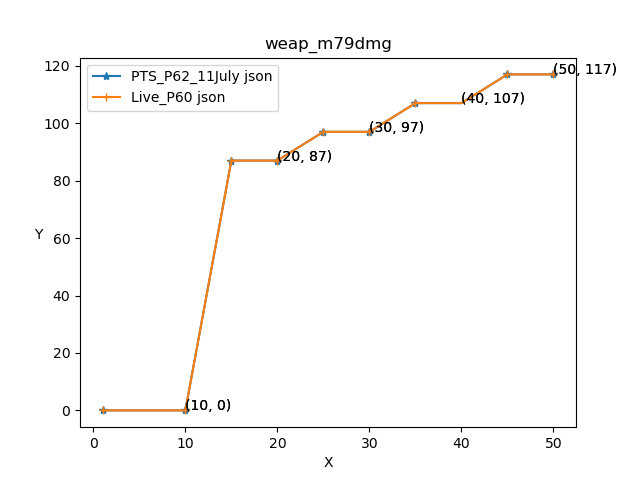 weap_m79dmg
PTS_P62_11July json
Live_P60 json
120
100
80
60
40
20
0
Y
(50, 117)
(40, 107)
(30, 97)
(20, 87)
(10, 0)
0 10 20 30 40 50
X